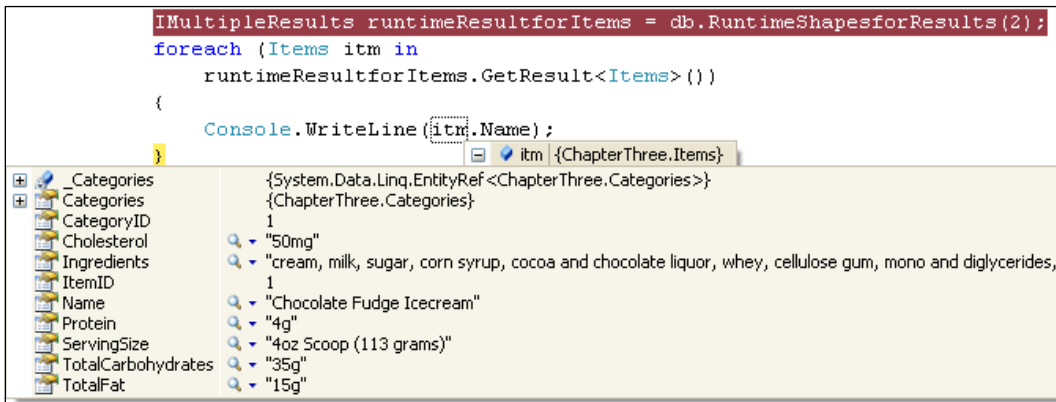 IMultipleResults runtimeResultforItems = db.RuntimeShapesforResults(2);
foreach (Items itm in
runtimeResultforItems.GetResult<Items>())
{
Console.WriteLine(itm.Name);
}
itm {ChapterThree.Items}
_Categories {System.Data.Linq.EntityRef<ChapterThree.Categories>}
Categories {ChapterThree.Categories}
CategoryID 1
Cholesterol "50mg"
Ingredients "cream, milk, sugar, corn syrup, cocoa and chocolate liquor, whey, cellulose gum, mono and diglycerides,
ItemID 1
Name "Chocolate Fudge Icecream"
Protein "4g"
ServingSize "4oz Scoop (113 grams)"
TotalCarbohydrates "35g"
TotalFat "15g"